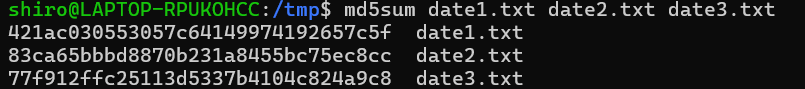 shiro@LAPTOP-RPUKOHCC:/tmp$ md5sum date1.txt date2.txt date3.txt
421ac030553057c64149974192657c5f  date1.txt
83ca65bbbd8870b231a8455bc75ec8cc  date2.txt
77f912ffc25113d5337b4104c824a9c8  date3.txt